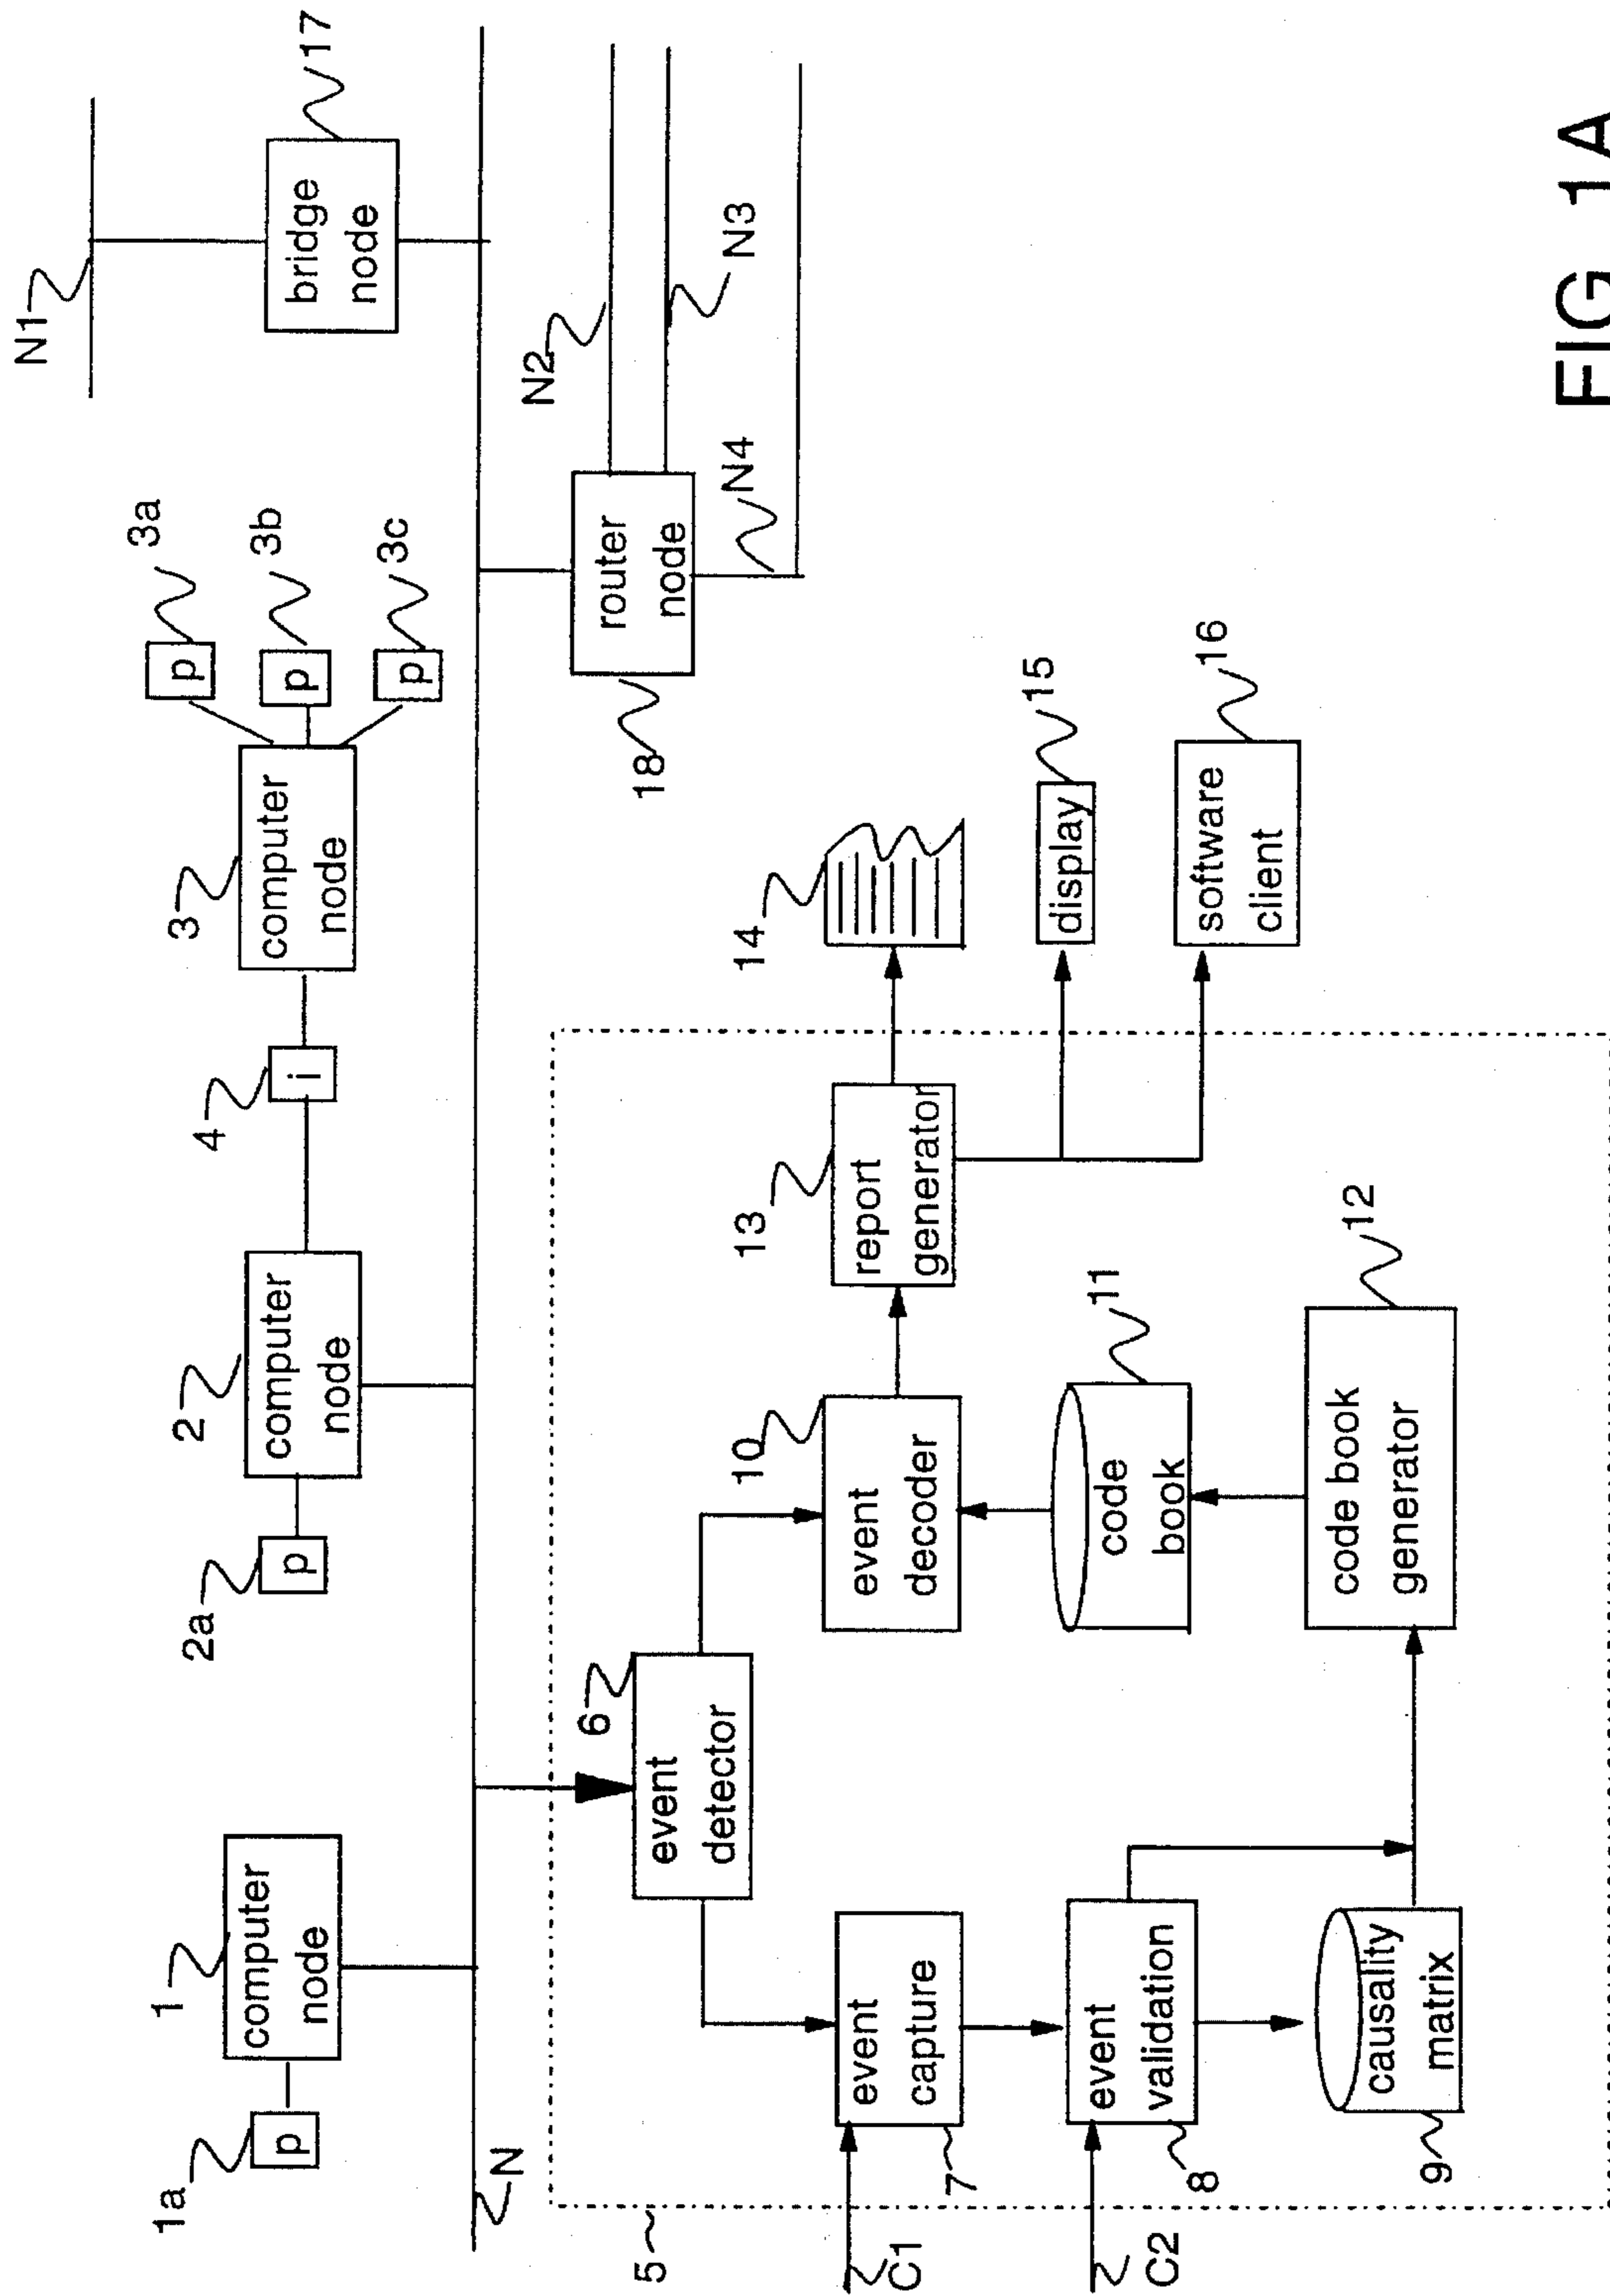 N1
17
bridge
node
3a
3b
3c
p
p
p
3
computer
node
4
i
2
computer
node
2a
p
1
computer
node
1a
p
N
N2
N3
N4
router
node
18
5
6
event
detector
C1
event
capture
7
C2
event
validation
8
causality
matrix
9
10
event
decoder
11
code
book
12
code book
generator
13
report
generator
14
15
display
16
software
client
FIG 1A